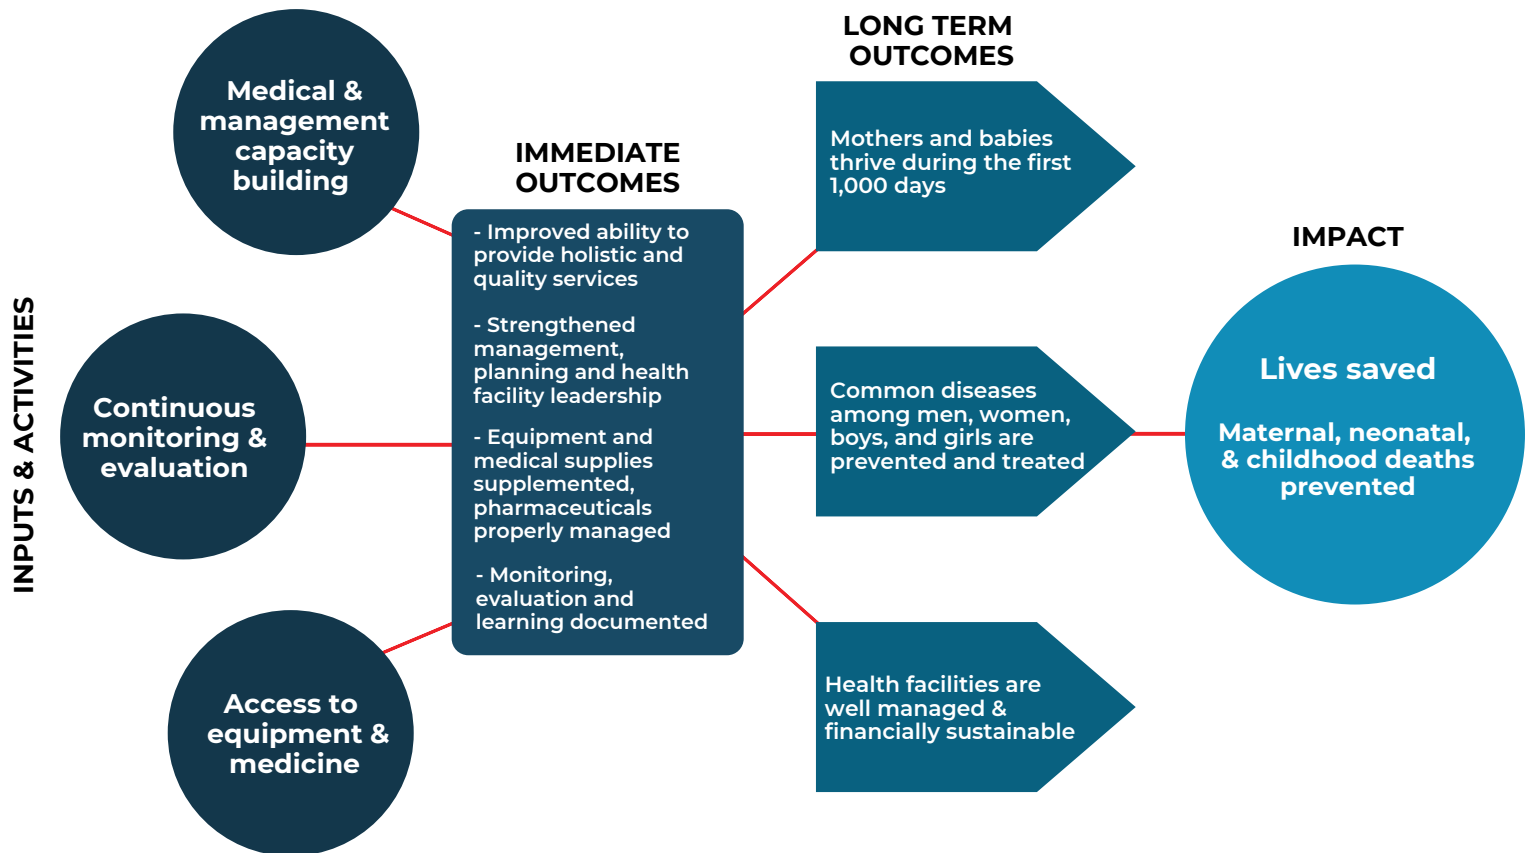 INPUTS & ACTIVITIES
Medical &
management
capacity
building
Continuous
monitoring &
evaluation
Access to
equipment &
medicine
IMMEDIATE
OUTCOMES
- Improved ability to
provide holistic and
quality services
- Strengthened
management,
planning and health
facility leadership
- Equipment and
medical supplies
supplemented,
pharmaceuticals
properly managed
- Monitoring,
evaluation and
learning documented
LONG TERM
OUTCOMES
Mothers and babies
thrive during the first
1,000 days
Common diseases
among men, women,
boys, and girls are
prevented and treated
Health facilities are
well managed &
financially sustainable
IMPACT
Lives saved
Maternal, neonatal,
& childhood deaths
prevented